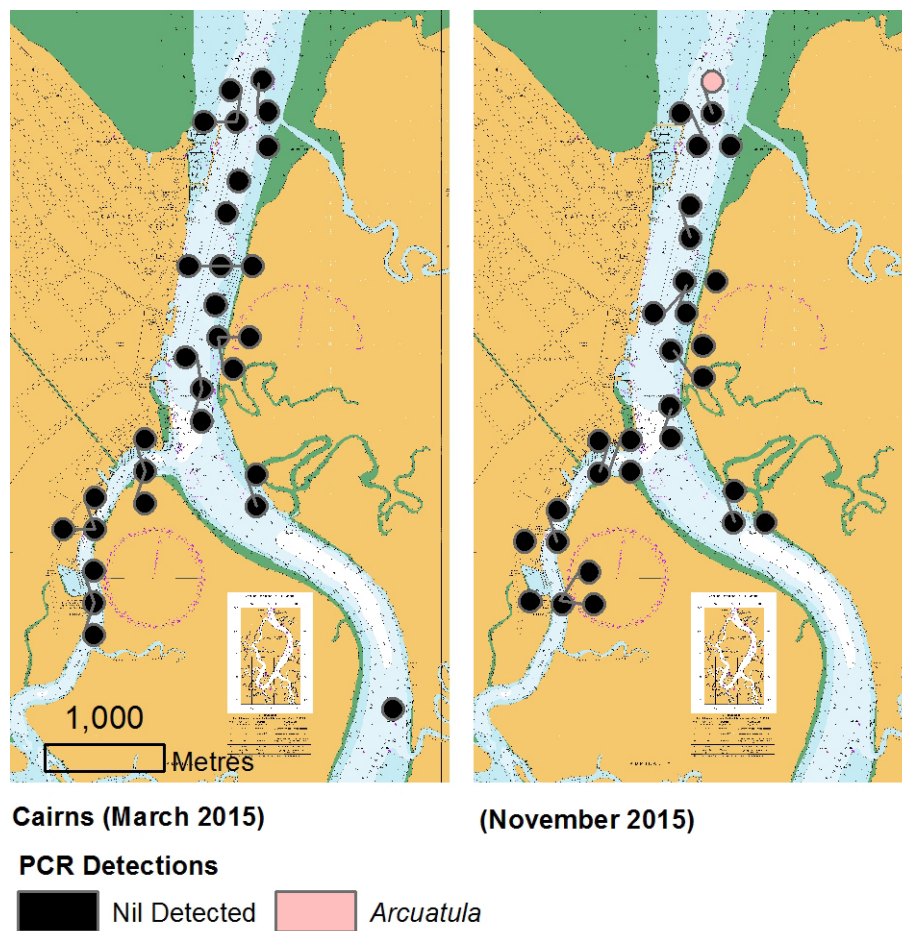 1,000
Metres
Cairns (March 2015)
(November 2015)
PCR Detections
Nil Detected
Arcuatula